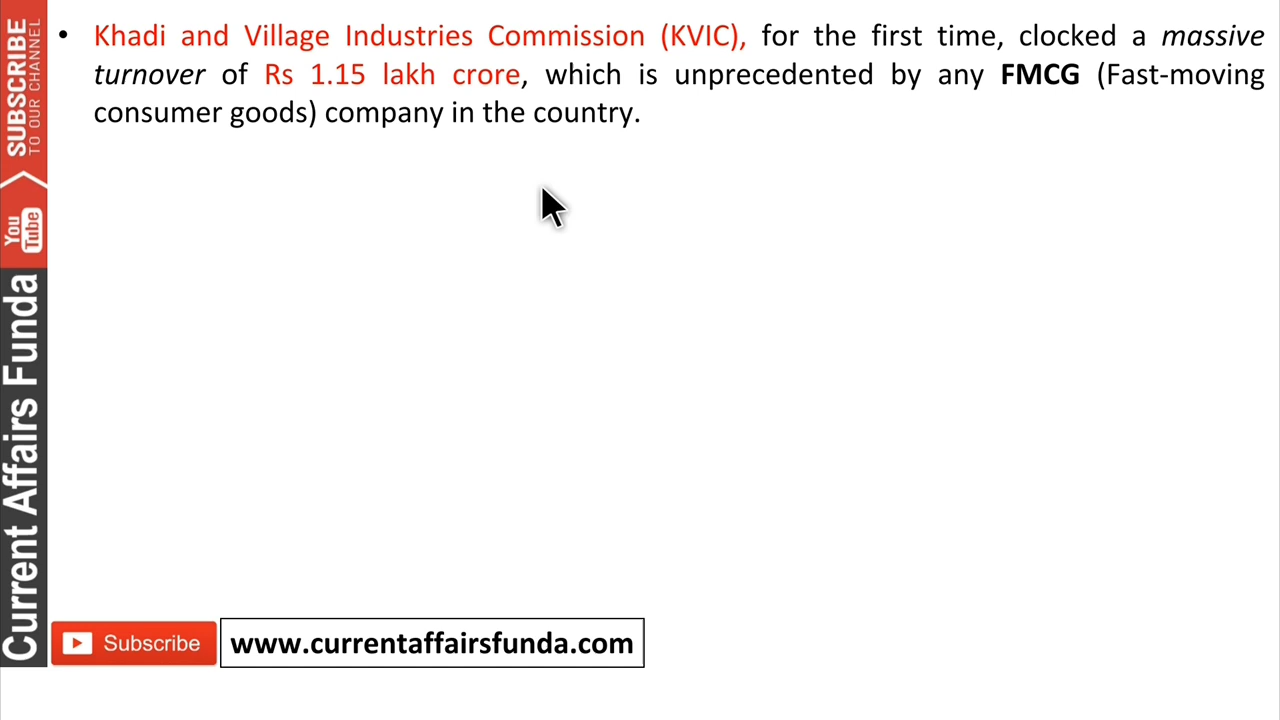 • Khadi and Village Industries Commission (KVIC), for the first time, clocked a massive
turnover of Rs 1.15 lakh crore, which is unprecedented by any FMCG (Fast-moving
consumer goods) company in the country.
SUBSCRIBE
TO OUR CHANNEL
You
Tube
Current Affairs Funda
Subscribe
www.currentaffairsfunda.com